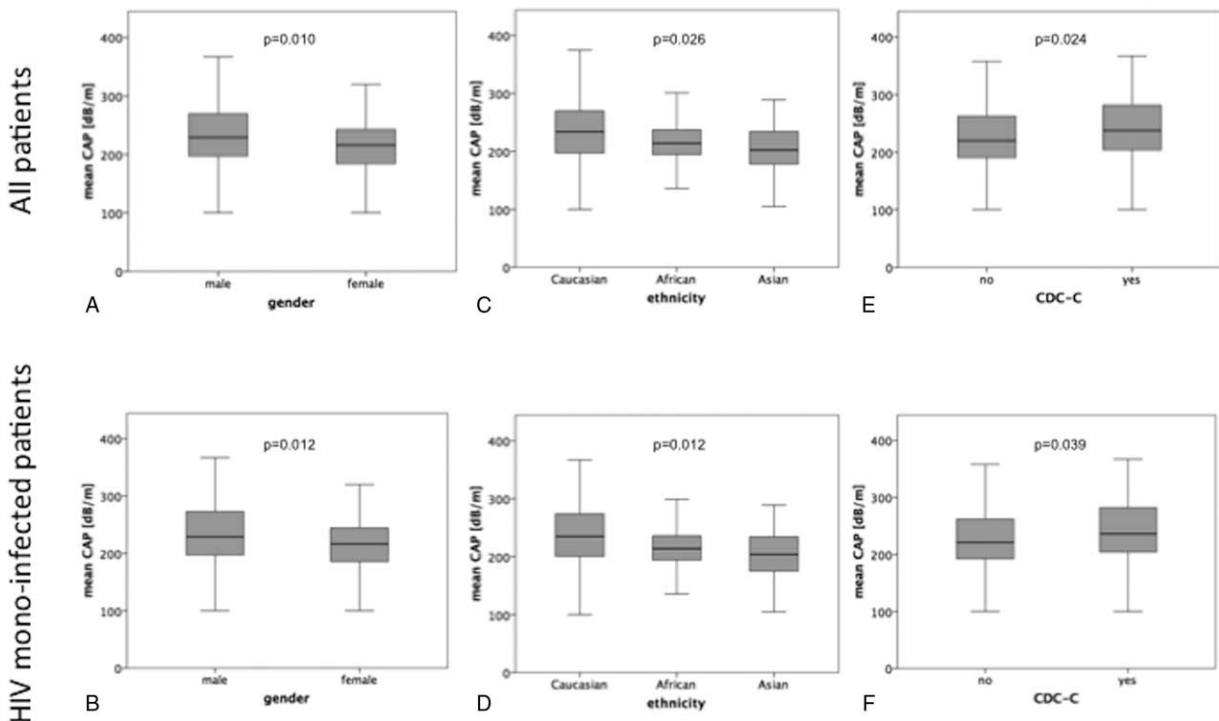 All patients
mean CAP [dB/m]
400
300
200
100
0
p=0.010
male
female
gender
A
mean CAP [dB/m]
400
300
200
100
0
p=0.026
Caucasian
African
Asian
ethnicity
C
mean CAP [dB/m]
400
300
200
100
0
p=0.024
no
yes
CDC-C
E
HIV mono-infected patients
mean CAP [dB/m]
400
300
200
100
0
p=0.012
male
female
gender
B
mean CAP [dB/m]
400
300
200
100
0
p=0.012
Caucasian
African
Asian
ethnicity
D
mean CAP [dB/m]
400
300
200
100
0
p=0.039
no
yes
CDC-C
F